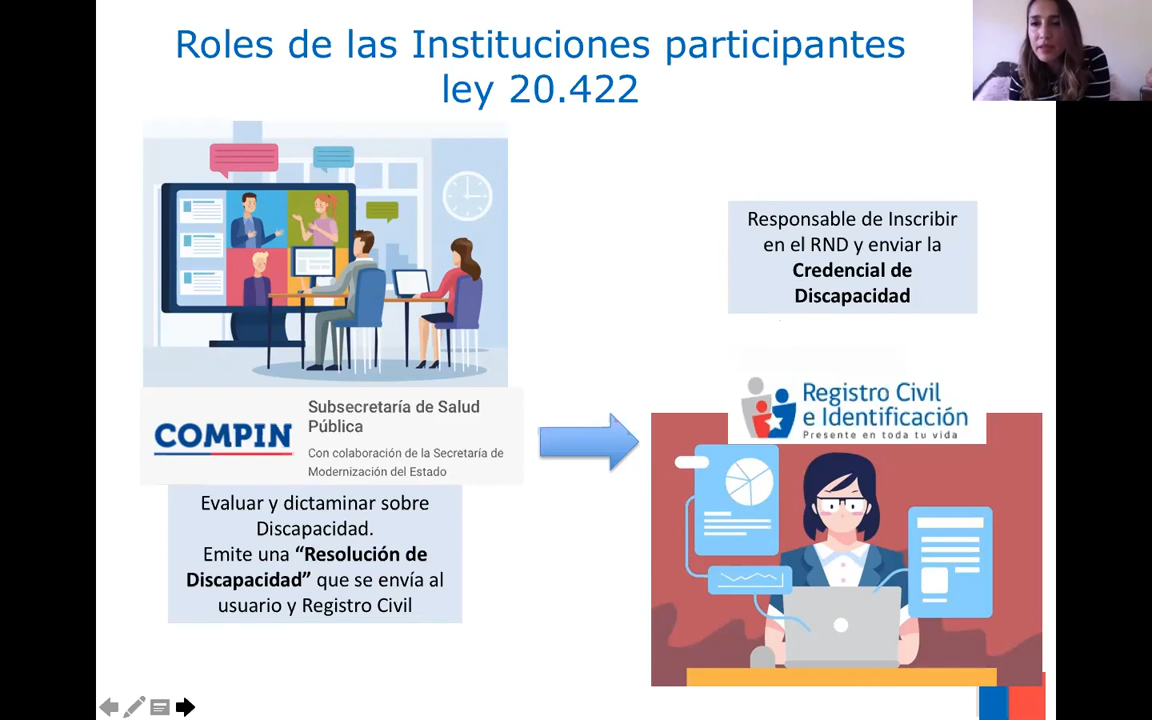 Roles de las Instituciones participantes
ley 20.422
Responsable de Inscribir
en el RND y enviar la
Credencial de
Discapacidad
COMPIN
Subsecretaría de Salud
Pública
Con colaboración de la Secretaría de
Modernización del Estado
Registro Civil
e Identificación
Presente en toda tu vida
Evaluar y dictaminar sobre
Discapacidad.
Emite una “Resolución de
Discapacidad” que se envía al
usuario y Registro Civil